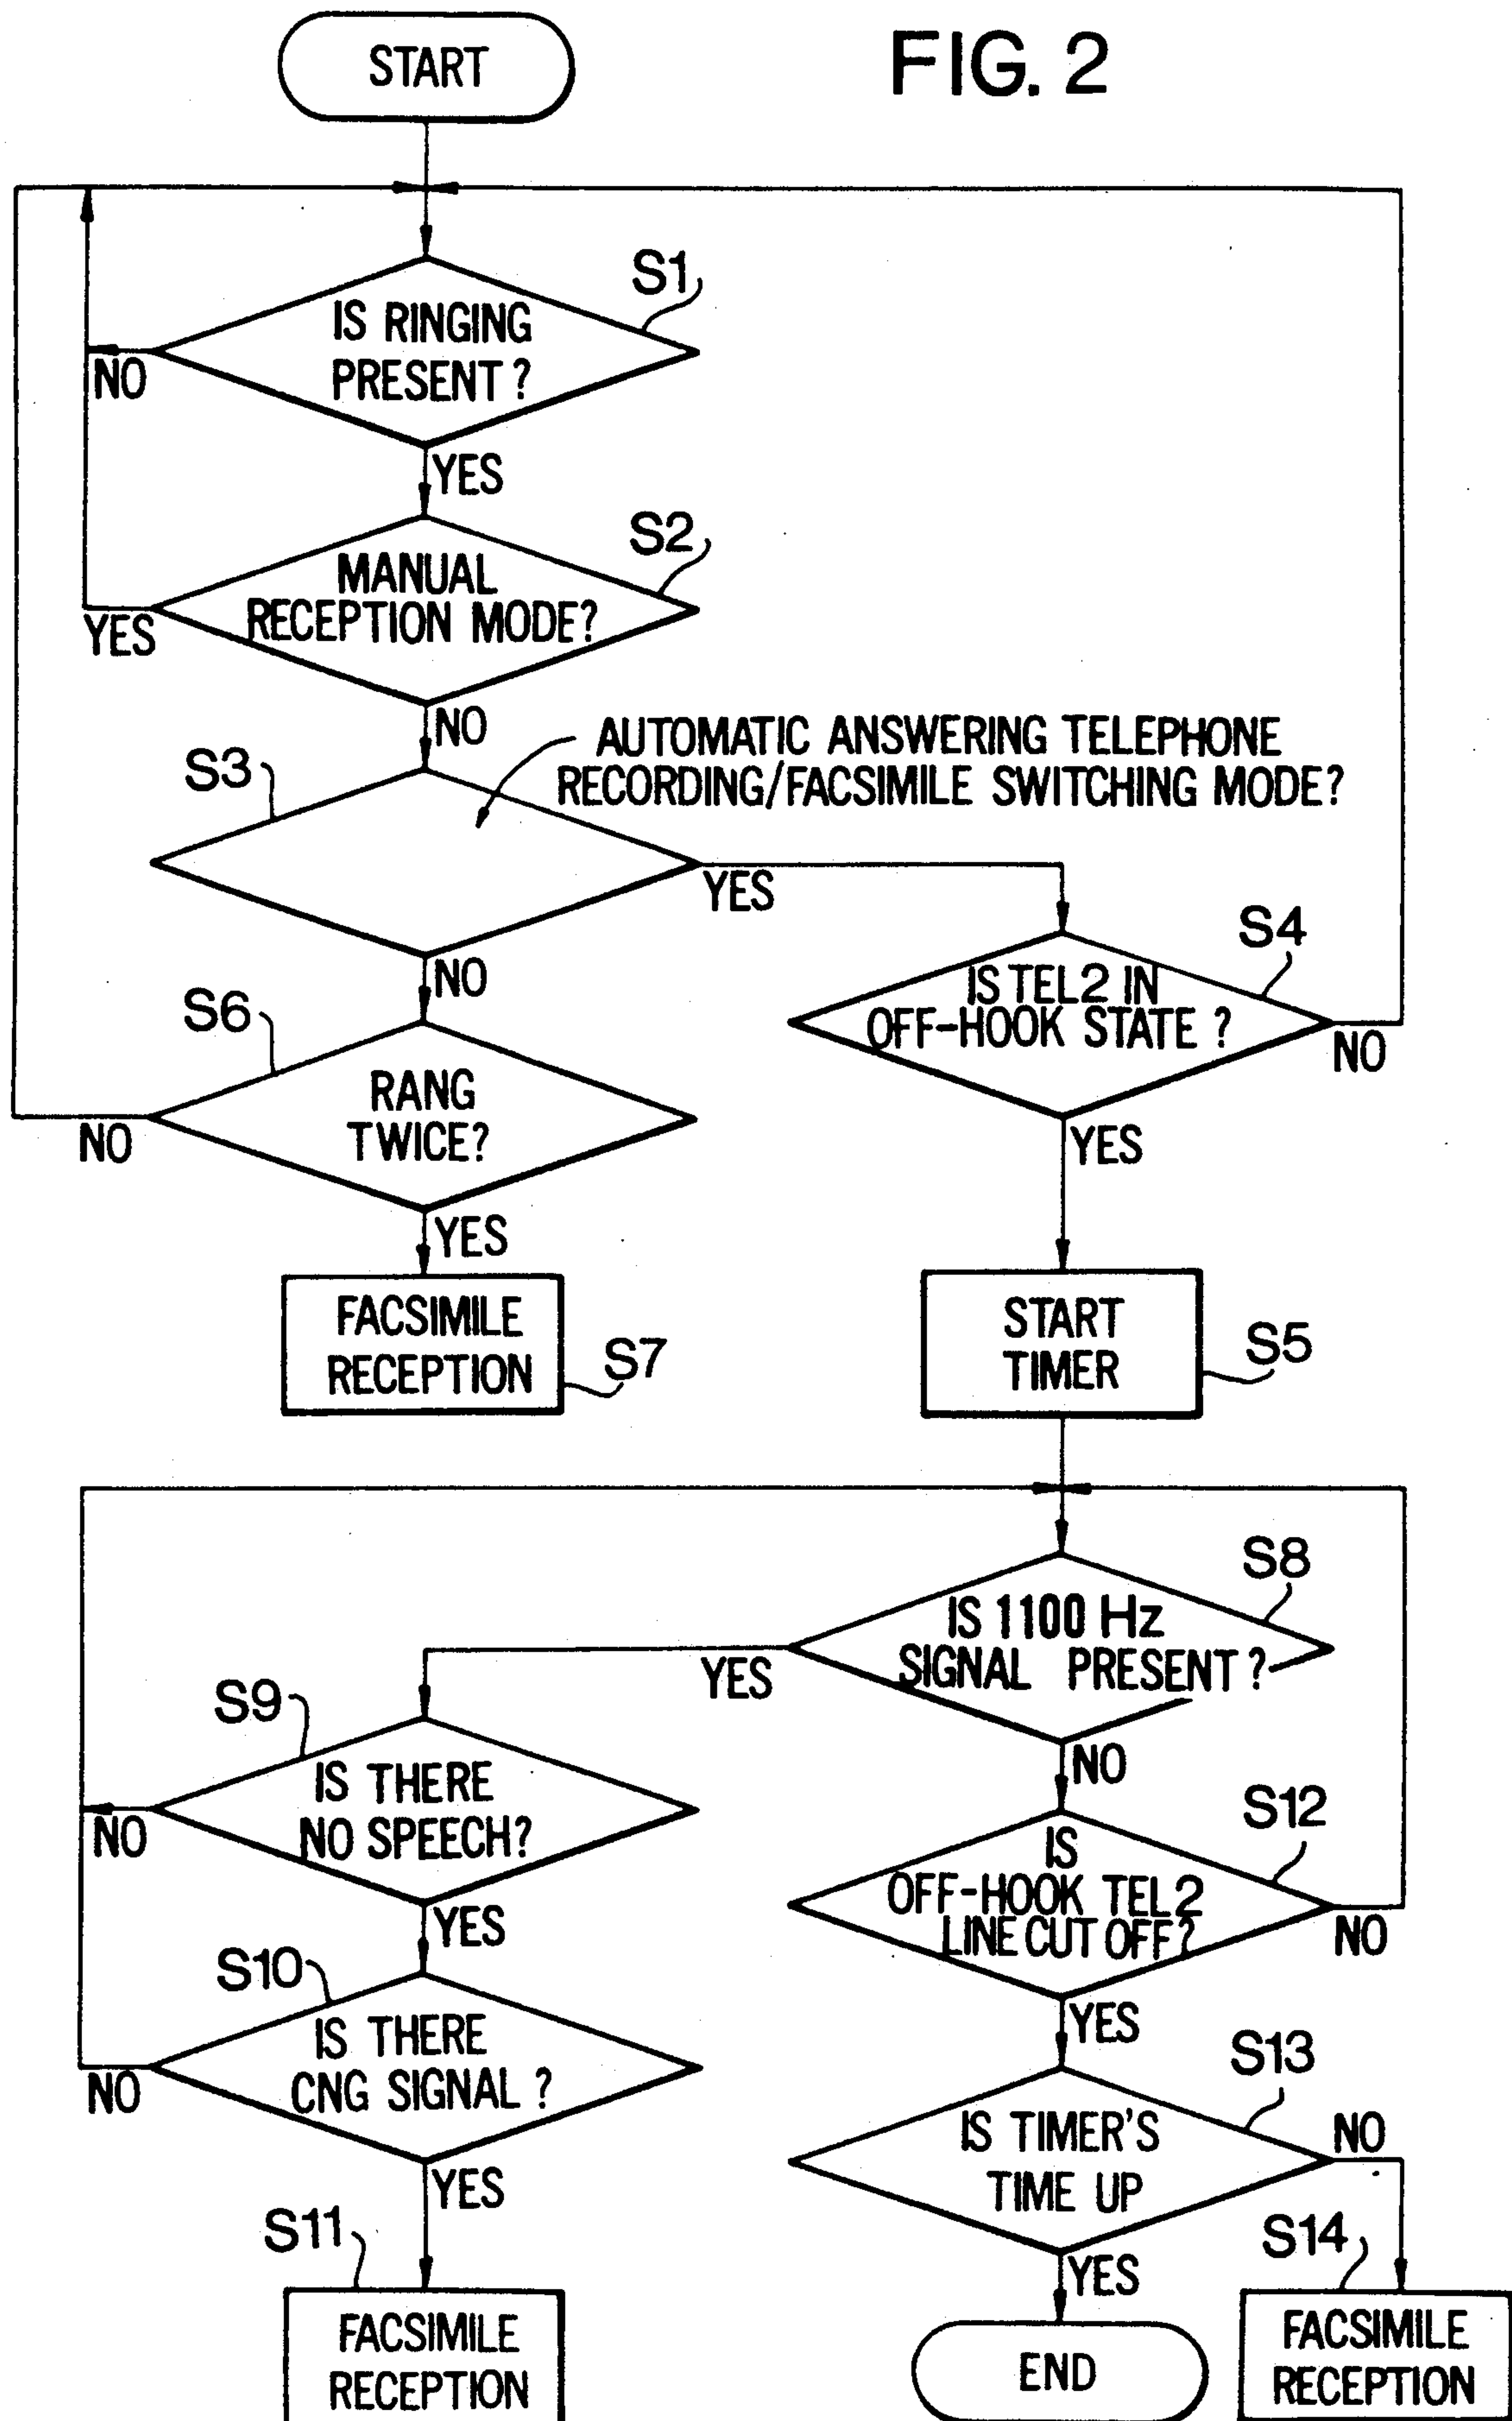 START
FIG. 2
S1
IS RINGING
PRESENT ?
NO
YES
S2
MANUAL
RECEPTION MODE?
YES
NO
AUTOMATIC ANSWERING TELEPHONE
RECORDING/FACSIMILE SWITCHING MODE?
S3
YES
NO
S4
IS TEL2 IN
OFF-HOOK STATE ?
NO
YES
S6
RANG
TWICE?
NO
YES
FACSIMILE
RECEPTION
S7
START
TIMER
S5
S8
IS 1100 Hz
SIGNAL PRESENT ?
YES
NO
S9
IS THERE
NO SPEECH?
NO
YES
S12
IS
OFF-HOOK TEL2
LINE CUT OFF?
NO
YES
S10
IS THERE
CNG SIGNAL ?
NO
YES
S13
IS TIMER'S
TIME UP
NO
YES
S11
FACSIMILE
RECEPTION
END
S14
FACSIMILE
RECEPTION